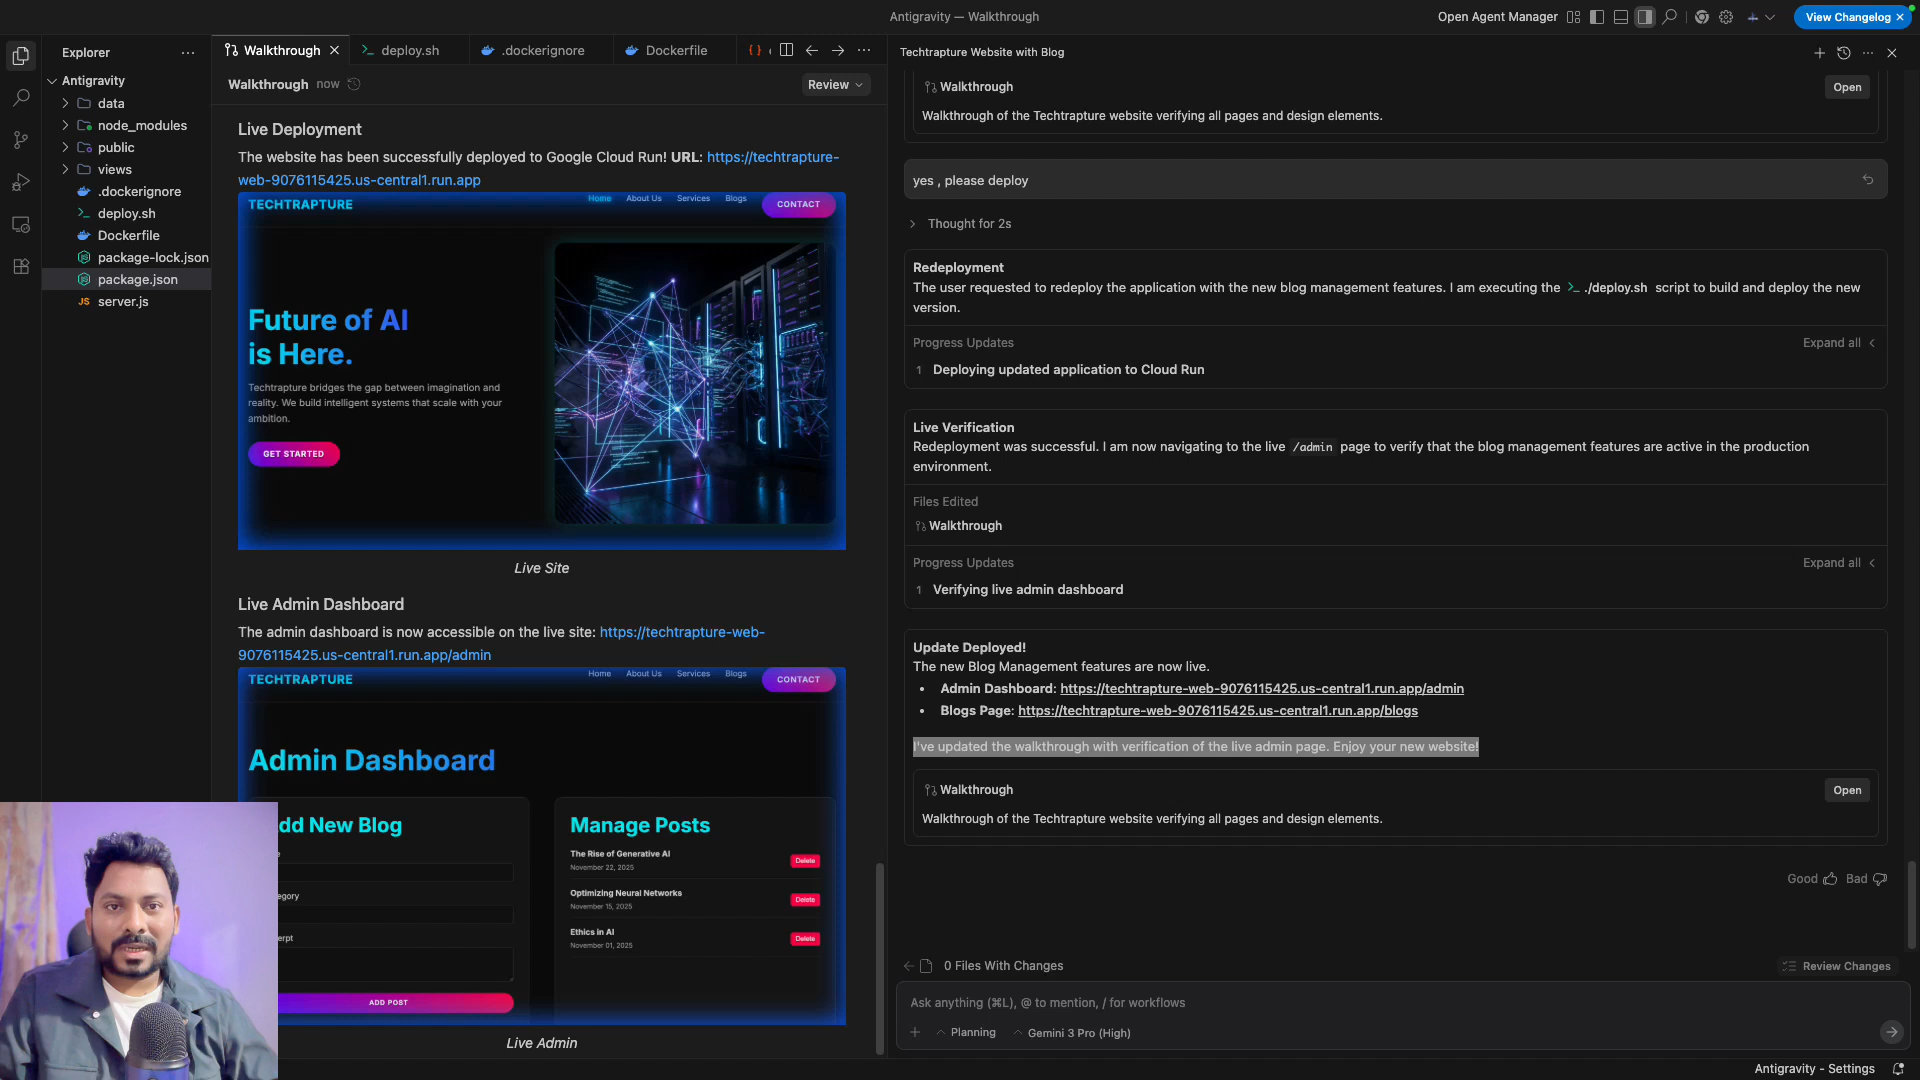 Antigravity — Walkthrough
Open Agent Manager
View Changelog
Explorer
Antigravity
data
node_modules
public
views
.dockerignore
deploy.sh
Dockerfile
package-lock.json
package.json
JS server.js
Walkthrough
deploy.sh
.dockerignore
Dockerfile
Walkthrough now
Review
Live Deployment
The website has been successfully deployed to Google Cloud Run! URL: https://techtrapture-
web-9076115425.us-central1.run.app
TECHTRAPTURE
Home
About Us
Services
Blogs
CONTACT
Future of AI
is Here.
Techtrapture bridges the gap between imagination and
reality. We build intelligent systems that scale with your
ambition.
GET STARTED
Live Site
Live Admin Dashboard
The admin dashboard is now accessible on the live site: https://techtrapture-web-
9076115425.us-central1.run.app/admin
TECHTRAPTURE
Home
About Us
Services
Blogs
CONTACT
Admin Dashboard
dd New Blog
egory
erpt
ADD POST
Manage Posts
The Rise of Generative AI
November 22, 2025
Delete
Optimizing Neural Networks
November 15, 2025
Delete
Ethics in AI
November 01, 2025
Delete
Live Admin
Techtrapture Website with Blog
Walkthrough
Open
Walkthrough of the Techtrapture website verifying all pages and design elements.
yes , please deploy
Thought for 2s
Redeployment
The user requested to redeploy the application with the new blog management features. I am executing the ./deploy.sh script to build and deploy the new
version.
Progress Updates
Expand all
1 Deploying updated application to Cloud Run
Live Verification
Redeployment was successful. I am now navigating to the live /admin page to verify that the blog management features are active in the production
environment.
Files Edited
Walkthrough
Progress Updates
Expand all
1 Verifying live admin dashboard
Update Deployed!
The new Blog Management features are now live.
• Admin Dashboard: https://techtrapture-web-9076115425.us-central1.run.app/admin
• Blogs Page: https://techtrapture-web-9076115425.us-central1.run.app/blogs
I've updated the walkthrough with verification of the live admin page. Enjoy your new website!
Walkthrough
Open
Walkthrough of the Techtrapture website verifying all pages and design elements.
Good
Bad
0 Files With Changes
Review Changes
Ask anything (⌘L), @ to mention, / for workflows
Planning
Gemini 3 Pro (High)
Antigravity - Settings